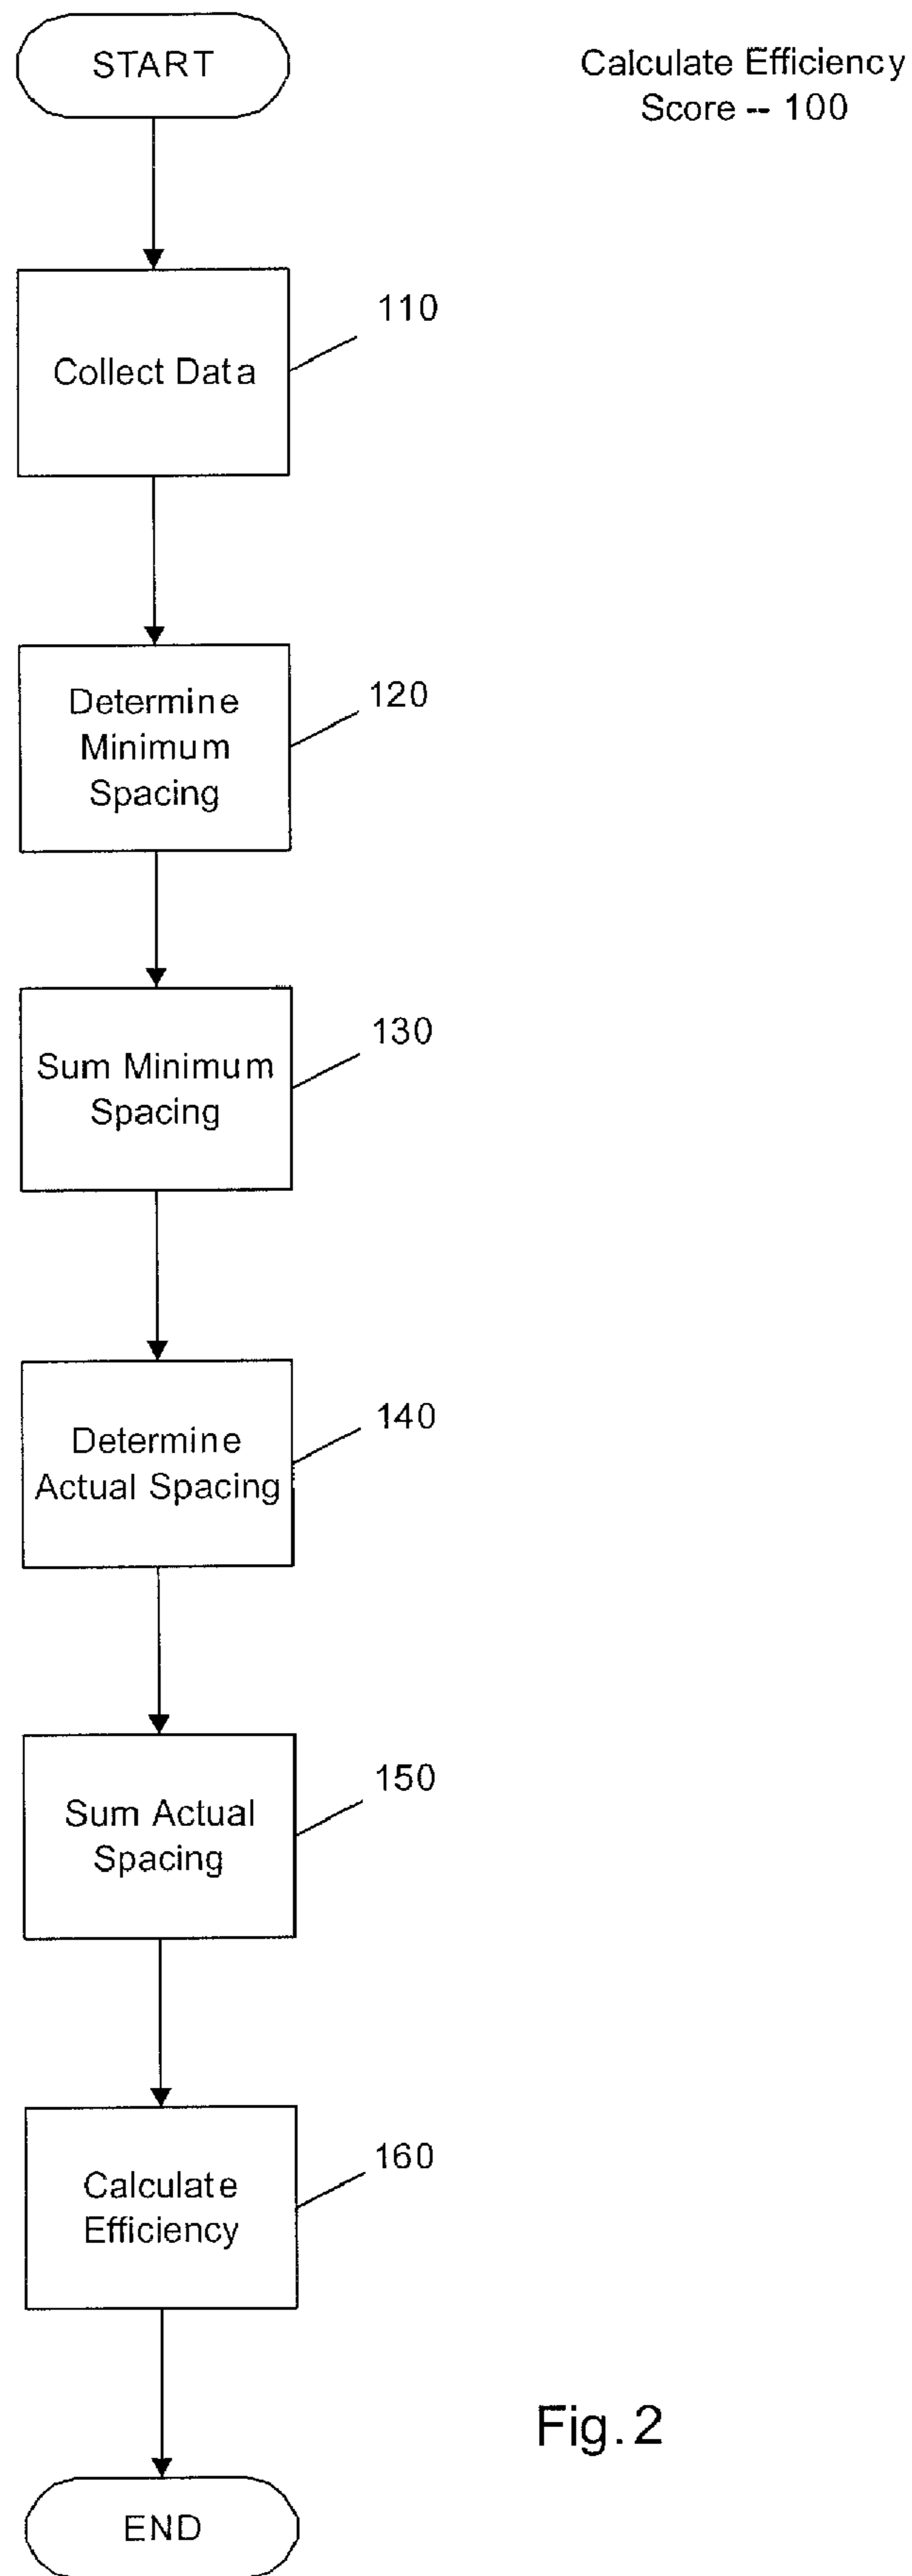 START
Calculate Efficiency
Score -- 100
110
Collect Data
120
Determine
Minimum
Spacing
130
Sum Minimum
Spacing
140
Determine
Actual Spacing
150
Sum Actual
Spacing
160
Calculate
Efficiency
Fig. 2
END